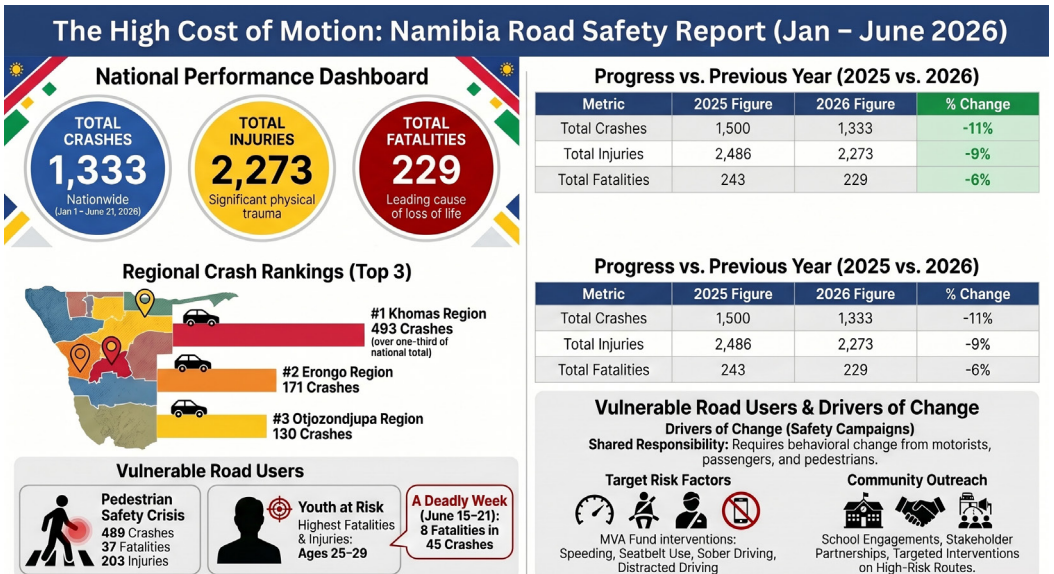 The High Cost of Motion: Namibia Road Safety Report (Jan – June 2026)
National Performance Dashboard
TOTAL
CRASHES
1,333
Nationwide
(Jan 1 – June 21, 2026)
TOTAL
INJURIES
2,273
Significant physical
trauma
TOTAL
FATALITIES
229
Leading cause
of loss of life
Regional Crash Rankings (Top 3)
#1 Khomas Region
493 Crashes
(over one-third of
national total)
#2 Erongo Region
171 Crashes
#3 Otjozondjupa Region
130 Crashes
Vulnerable Road Users
Pedestrian
Safety Crisis
489 Crashes
37 Fatalities
203 Injuries
Youth at Risk
Highest Fatalities
& Injuries:
Ages 25–29
A Deadly Week
(June 15–21):
8 Fatalities in
45 Crashes
Progress vs. Previous Year (2025 vs. 2026)
Metric 2025 Figure 2026 Figure % Change
Total Crashes 1,500 1,333 -11%
Total Injuries 2,486 2,273 -9%
Total Fatalities 243 229 -6%
Progress vs. Previous Year (2025 vs. 2026)
Metric 2025 Figure 2026 Figure % Change
Total Crashes 1,500 1,333 -11%
Total Injuries 2,486 2,273 -9%
Total Fatalities 243 229 -6%
Vulnerable Road Users & Drivers of Change
Drivers of Change (Safety Campaigns)
Shared Responsibility: Requires behavioral change from motorists,
passengers, and pedestrians.
Target Risk Factors
MVA Fund interventions:
Speeding, Seatbelt Use, Sober Driving,
Distracted Driving
Community Outreach
School Engagements, Stakeholder
Partnerships, Targeted Interventions
on High-Risk Routes.